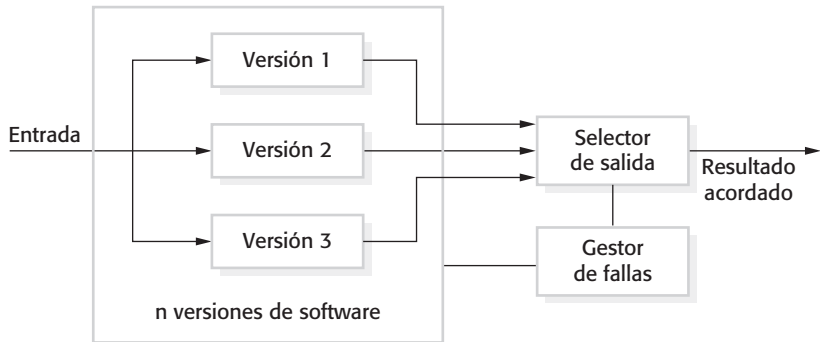 Entrada
Versión 1
Versión 2
Versión 3
n versiones de software
Selector
de salida
Resultado
acordado
Gestor
de fallas